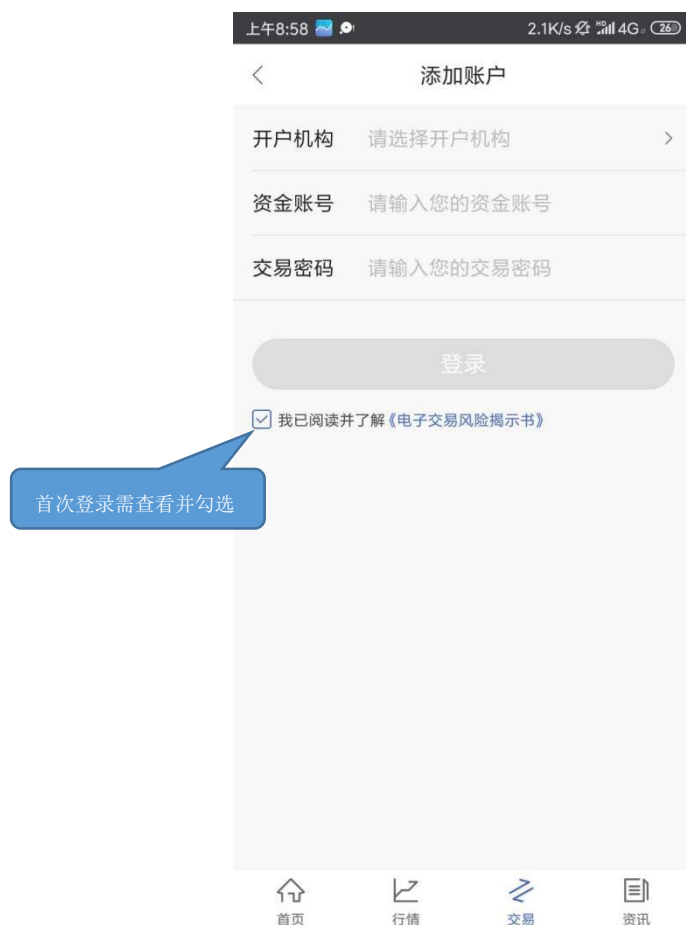 上午8:58 2.1K/s HD 4G 26
添加账户
开户机构 请选择开户机构
资金账号 请输入您的资金账号
交易密码 请输入您的交易密码
登录
我已阅读并了解《电子交易风险揭示书》
首次登录需查看并勾选
首页 行情 交易 资讯